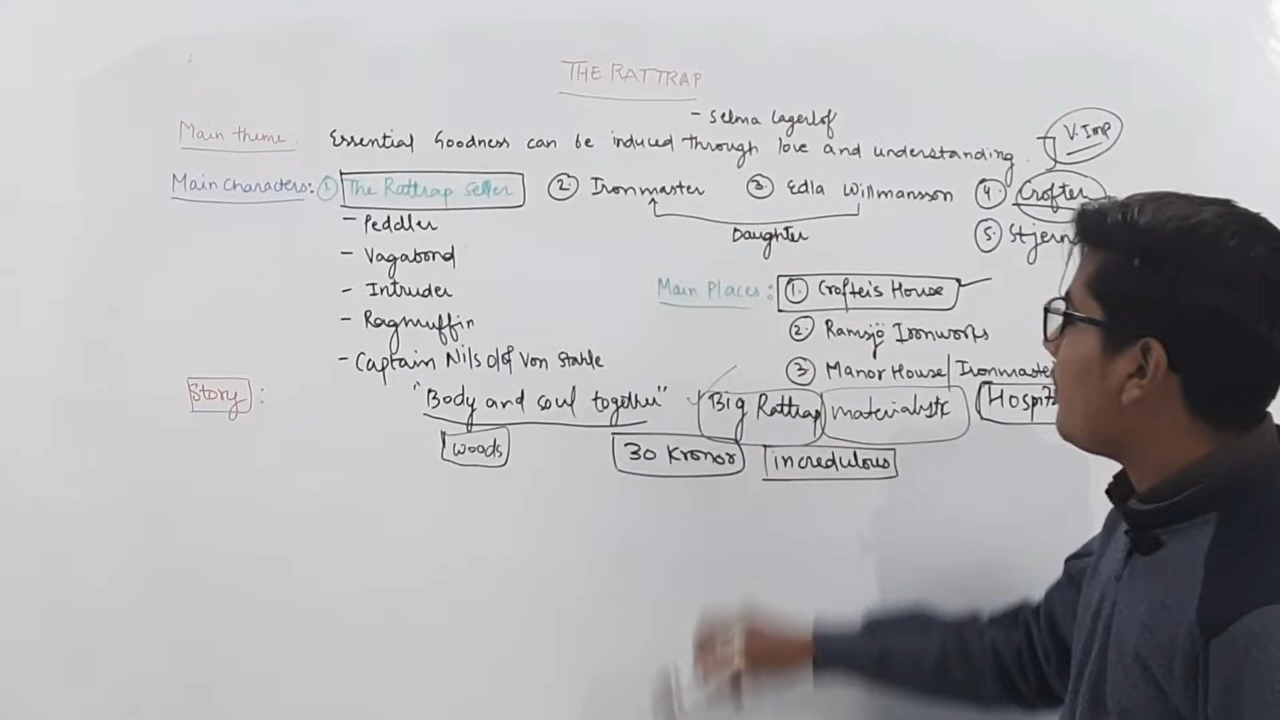 THE RATTRAP
- Selma Lagerlof
Main theme: Essential Goodness can be induced through love and understanding.
V. Imp
Main Characters: 1. The Rattrap Seller 2. Ironmaster 3. Edla Willmansson 4. Crofter
Daughter
5. Stjern
- Peddler
- Vagabond
- Intruder
- Ragmuffin
- Captain Nils Olof Von Stahle
Main Places: 1. Crofter's House
2. Ramsjö Ironworks
3. Manor House/Ironmaste
Story: "Body and soul together" Big Rattrap materialistc Hospit
woods 30 Kronor incredulous